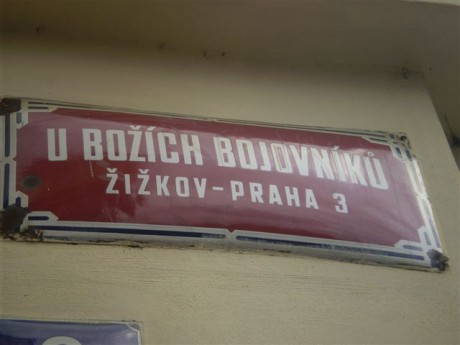 U BOŽÍCH BOJOVNÍKŮ
ŽIŽKOV-PRAHA 3